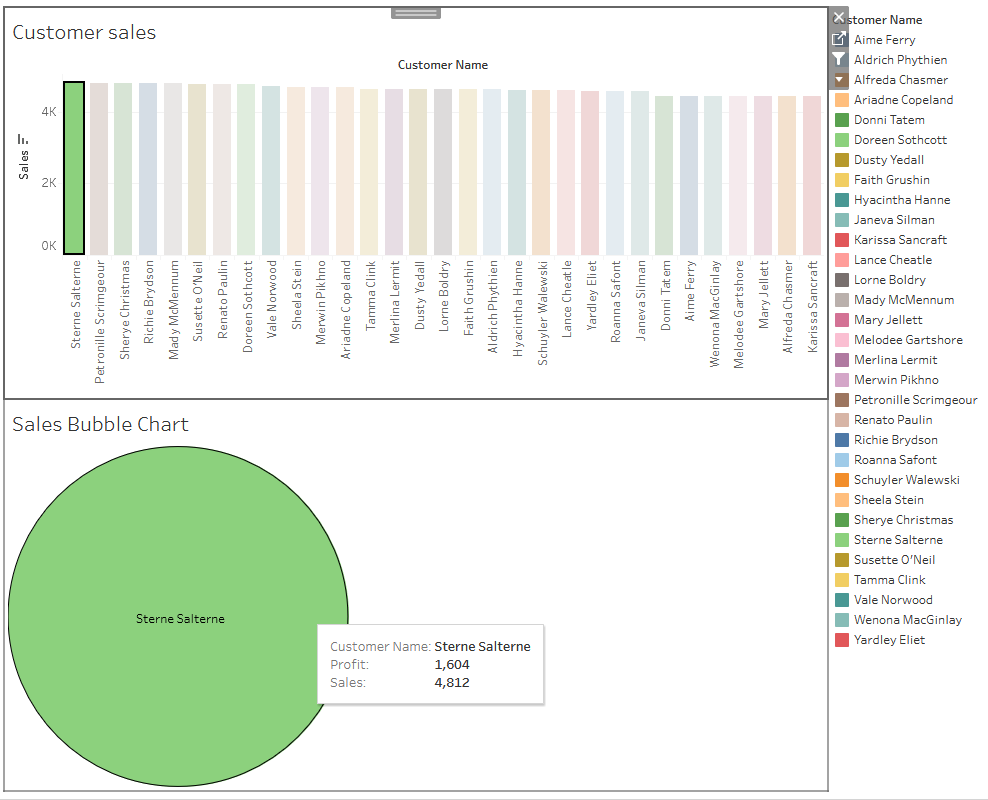 Customer sales
Customer Name
Sales
4K
2K
0K
Sterne Salterne
Petronille Scrimgeour
Sherye Christmas
Richie Brydson
Mady McMennum
Susette O'Neil
Renato Paulin
Doreen Sothcott
Vale Norwood
Sheela Stein
Merwin Pikhno
Ariadne Copeland
Tamma Clink
Merlina Lermit
Dusty Yedall
Lorne Boldry
Faith Grushin
Aldrich Phythien
Hyacintha Hanne
Schuyler Walewski
Lance Cheatle
Yardley Eliet
Roanna Safont
Janeva Silman
Donni Tatem
Aime Ferry
Wenona MacGinlay
Melodee Gartshore
Mary Jellett
Alfreda Chasmer
Karissa Sancraft
Sales Bubble Chart
Sterne Salterne
Customer Name: Sterne Salterne
Profit: 1,604
Sales: 4,812
Customer Name
Aime Ferry
Aldrich Phythien
Alfreda Chasmer
Ariadne Copeland
Donni Tatem
Doreen Sothcott
Dusty Yedall
Faith Grushin
Hyacintha Hanne
Janeva Silman
Karissa Sancraft
Lance Cheatle
Lorne Boldry
Mady McMennum
Mary Jellett
Melodee Gartshore
Merlina Lermit
Merwin Pikhno
Petronille Scrimgeour
Renato Paulin
Richie Brydson
Roanna Safont
Schuyler Walewski
Sheela Stein
Sherye Christmas
Sterne Salterne
Susette O'Neil
Tamma Clink
Vale Norwood
Wenona MacGinlay
Yardley Eliet